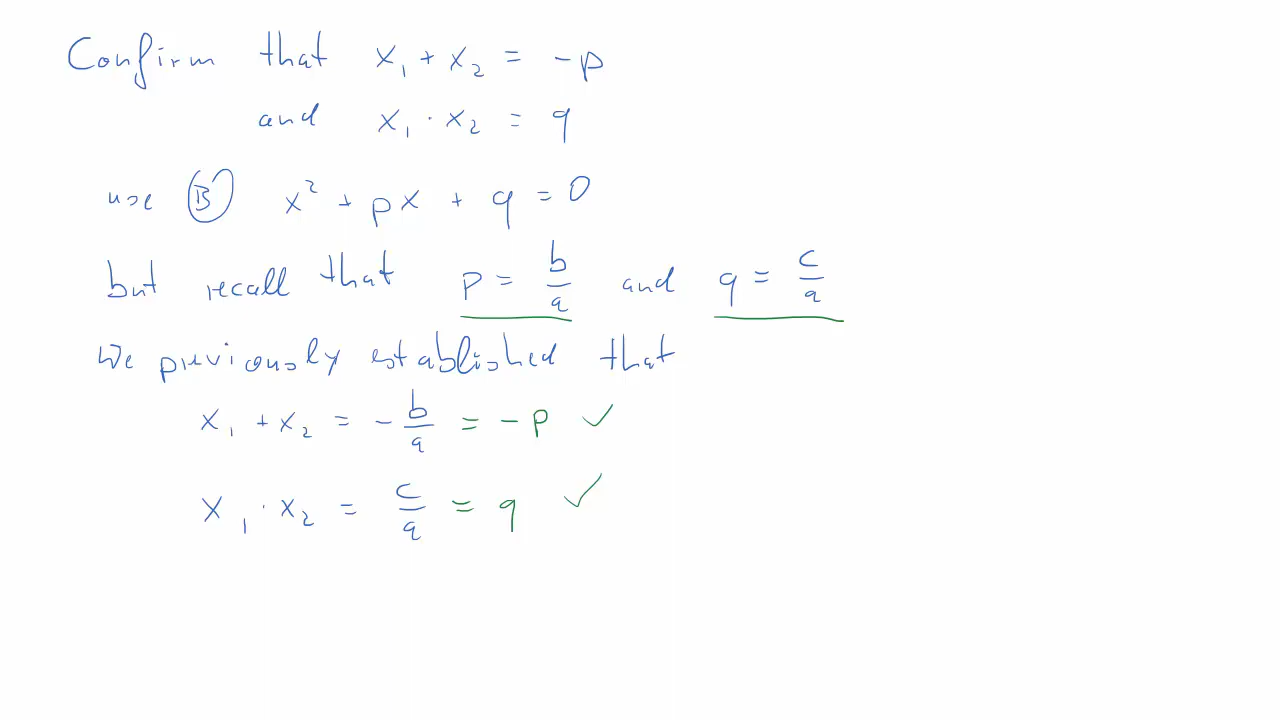 Confirm that x₁ + x₂ = -p
and x₁ · x₂ = q
use Ⓑ x² + px + q = 0
but recall that p = b/a and q = c/a
We previously established that
x₁ + x₂ = - b/a = - p ✓
x₁ · x₂ = c/a = q ✓